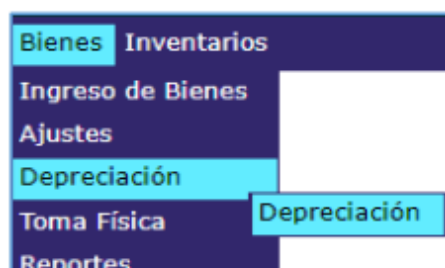 Bienes Inventarios
Ingreso de Bienes
Ajustes
Depreciación
Depreciación
Toma Física
Reportes